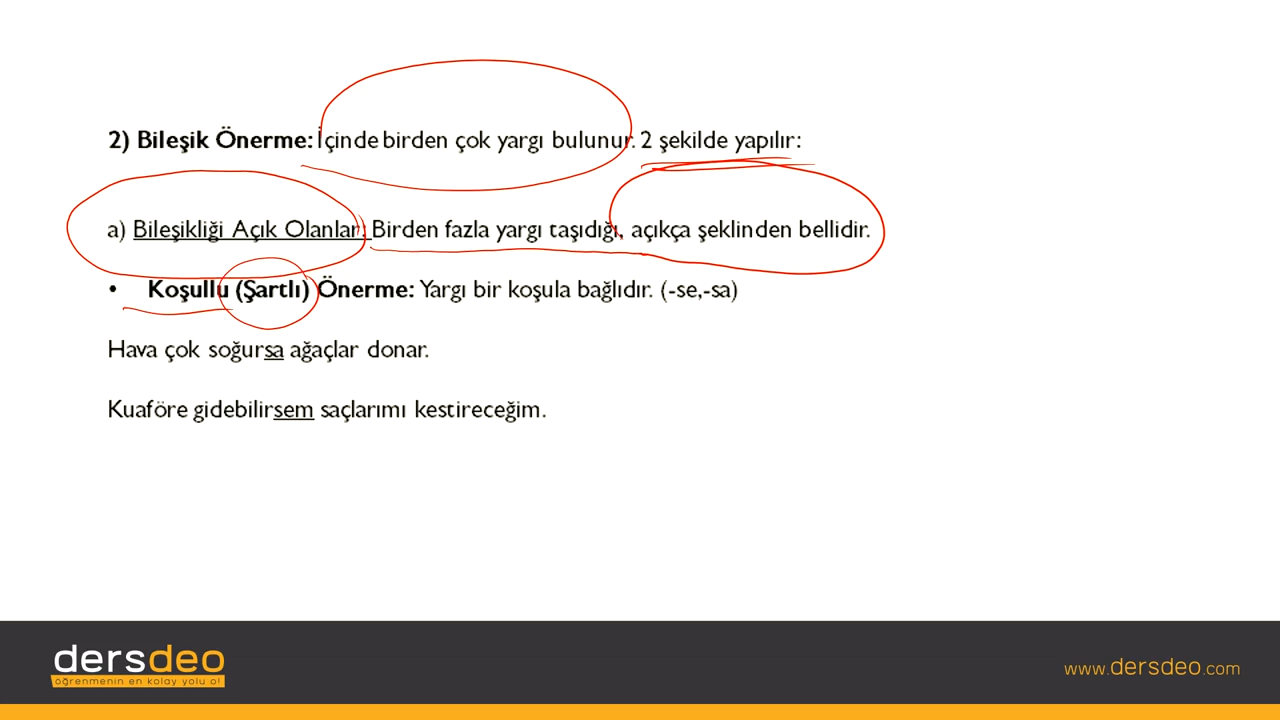 2) Bileşik Önerme: İçinde birden çok yargı bulunur. 2 şekilde yapılır:
a) Bileşikliği Açık Olanlar: Birden fazla yargı taşıdığı, açıkça şeklinden bellidir.
• Koşullu (Şartlı) Önerme: Yargı bir koşula bağlıdır. (-se,-sa)
Hava çok soğursa ağaçlar donar.
Kuaföre gidebilirsem saçlarımı kestireceğim.
dersdeo
öğrenmenin en kolay yolu o!
www.dersdeo.com